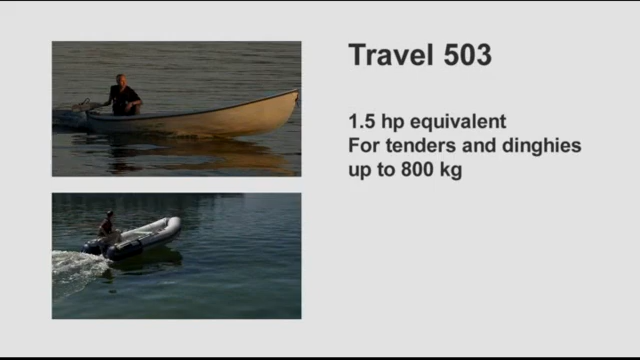 Travel 503
1.5 hp equivalent
For tenders and dinghies
up to 800 kg